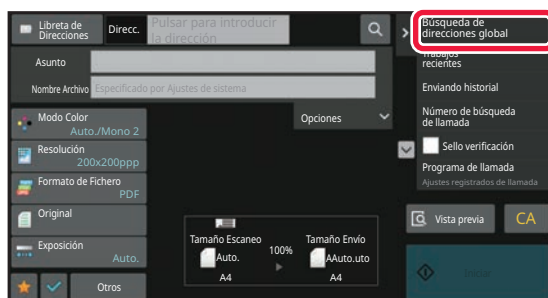 Libreta de
Direcciones
Direcc.
Pulsar para introducir
la dirección
Búsqueda de
direcciones global
Asunto
Trabajos
recientes
Nombre Archivo
Especificado por Ajustes de sistema
Enviando historial
Modo Color
Auto./Mono 2
Opciones
Número de búsqueda
de llamada
Resolución
200x200ppp
Sello verificación
Formato de Fichero
PDF
Programa de llamada
Ajustes registrados de llamada
Original
Vista previa
CA
Exposición
Auto.
Tamaño Escaneo
100%
Tamaño Envío
Auto.
AAuto.uto
A4
A4
Otros
Iniciar